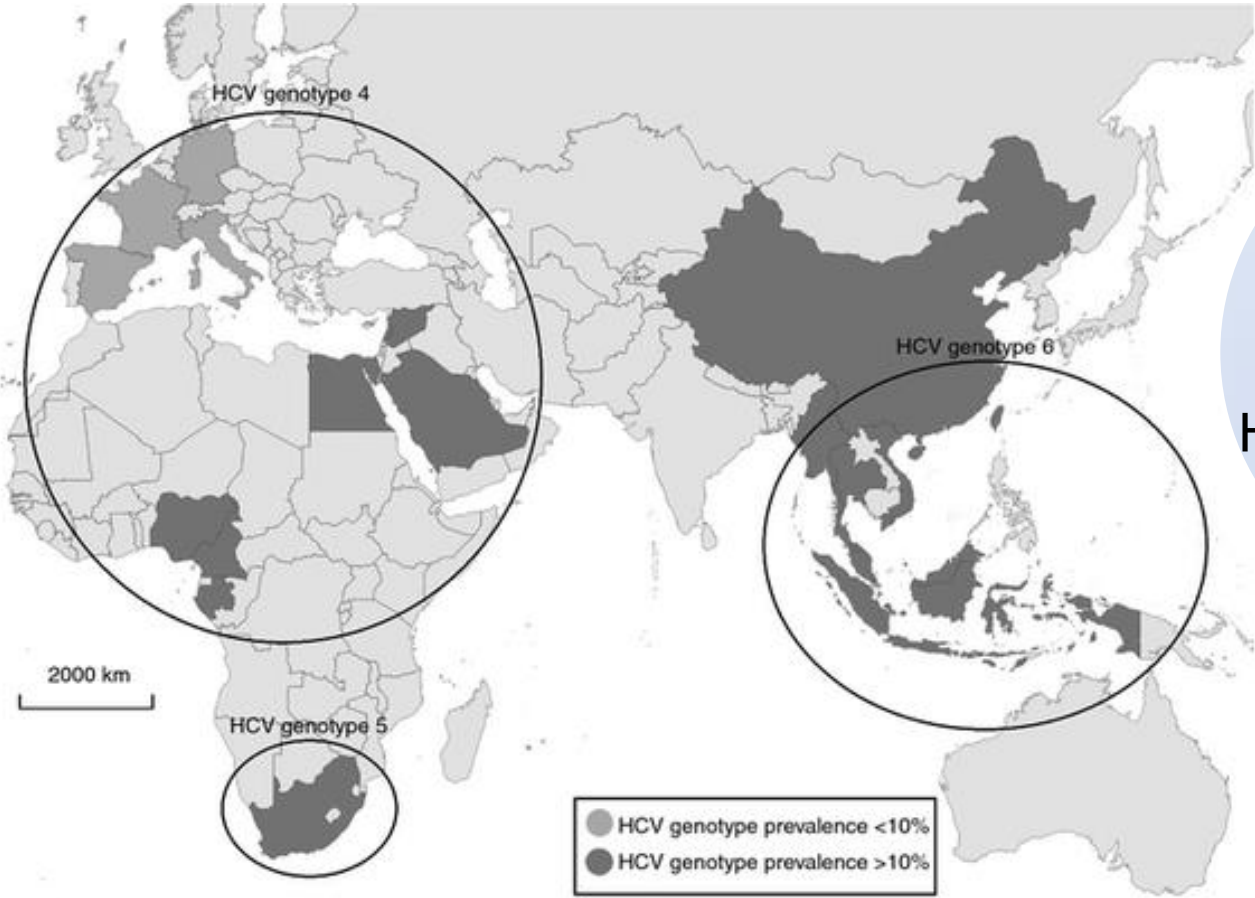 HCV genotype 4
HCV genotype 6
H
2000 km
HCV genotype 5
HCV genotype prevalence <10%
HCV genotype prevalence >10%